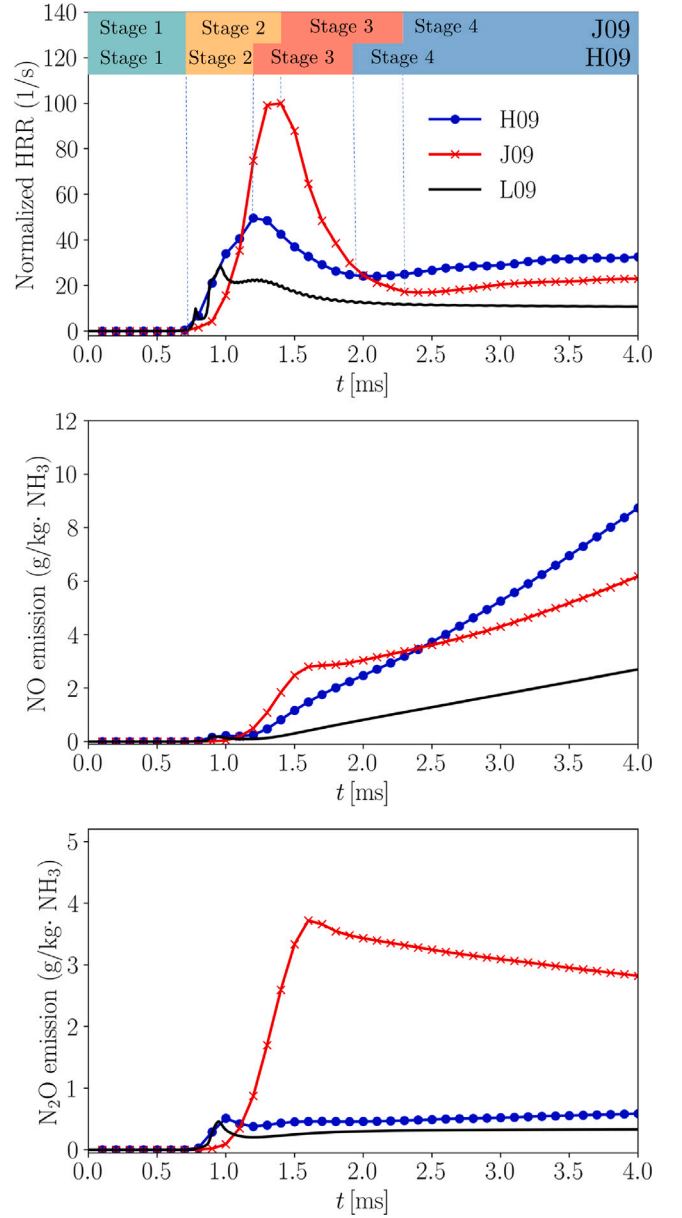 140
120
100
80
60
40
20
0
Normalized HRR (1/s)
Stage 1 Stage 2 Stage 3 Stage 4 J09
Stage 1 Stage 2 Stage 3 Stage 4 H09
H09
J09
L09
0.0 0.5 1.0 1.5 2.0 2.5 3.0 3.5 4.0
t [ms]
12
10
8
6
4
2
0
NO emission (g/kg· NH₃)
0.0 0.5 1.0 1.5 2.0 2.5 3.0 3.5 4.0
t [ms]
5
4
3
2
1
0
N₂O emission (g/kg· NH₃)
0.0 0.5 1.0 1.5 2.0 2.5 3.0 3.5 4.0
t [ms]